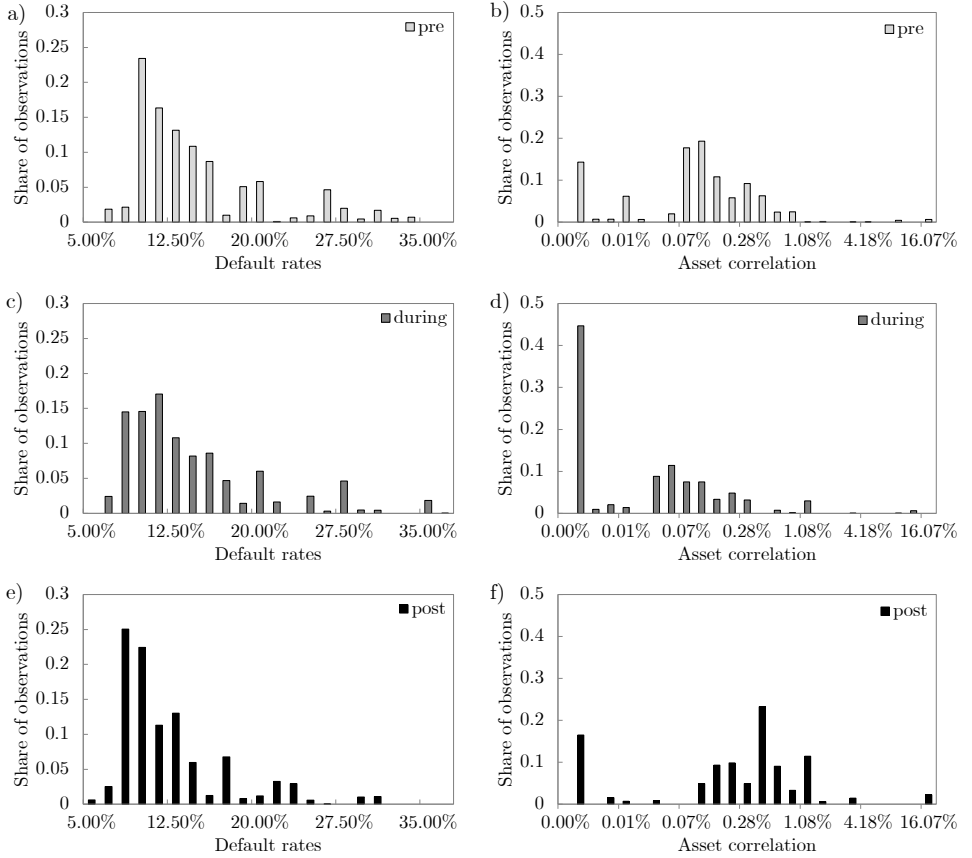 a)
0.3
0.25
0.2
0.15
0.1
0.05
0
Share of observations
pre
5.00% 12.50% 20.00% 27.50% 35.00%
Default rates
b)
0.5
0.4
0.3
0.2
0.1
0
Share of observations
pre
0.00% 0.01% 0.07% 0.28% 1.08% 4.18% 16.07%
Asset correlation
c)
0.3
0.25
0.2
0.15
0.1
0.05
0
Share of observations
during
5.00% 12.50% 20.00% 27.50% 35.00%
Default rates
d)
0.5
0.4
0.3
0.2
0.1
0
Share of observations
during
0.00% 0.01% 0.07% 0.28% 1.08% 4.18% 16.07%
Asset correlation
e)
0.3
0.25
0.2
0.15
0.1
0.05
0
Share of observations
post
5.00% 12.50% 20.00% 27.50% 35.00%
Default rates
f)
0.5
0.4
0.3
0.2
0.1
0
Share of observations
post
0.00% 0.01% 0.07% 0.28% 1.08% 4.18% 16.07%
Asset correlation